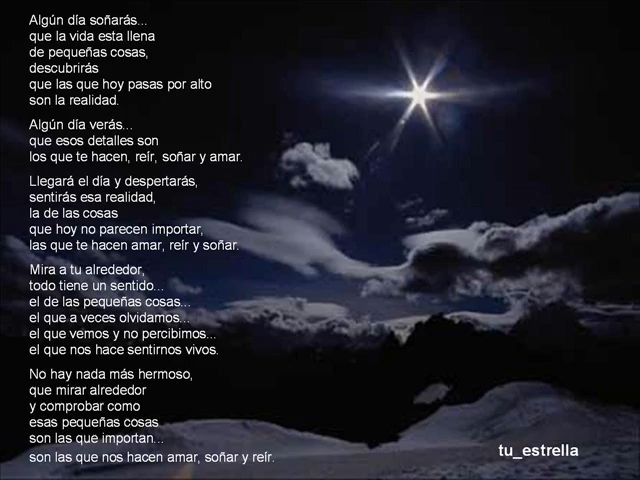 Algún día soñarás...
que la vida esta llena
de pequeñas cosas,
descubrirás
que las que hoy pasas por alto
son la realidad.
Algún día verás...
que esos detalles son
los que te hacen, reír, soñar y amar.
Llegará el día y despertarás,
sentirás esa realidad,
la de las cosas
que hoy no parecen importar,
las que te hacen amar, reír y soñar.
Mira a tu alrededor,
todo tiene un sentido...
el de las pequeñas cosas...
el que a veces olvidamos...
el que vemos y no percibimos...
el que nos hace sentirnos vivos.
No hay nada más hermoso,
que mirar alrededor
y comprobar como
esas pequeñas cosas
son las que importan...
son las que nos hacen amar, soñar y reír.
tu_estrella